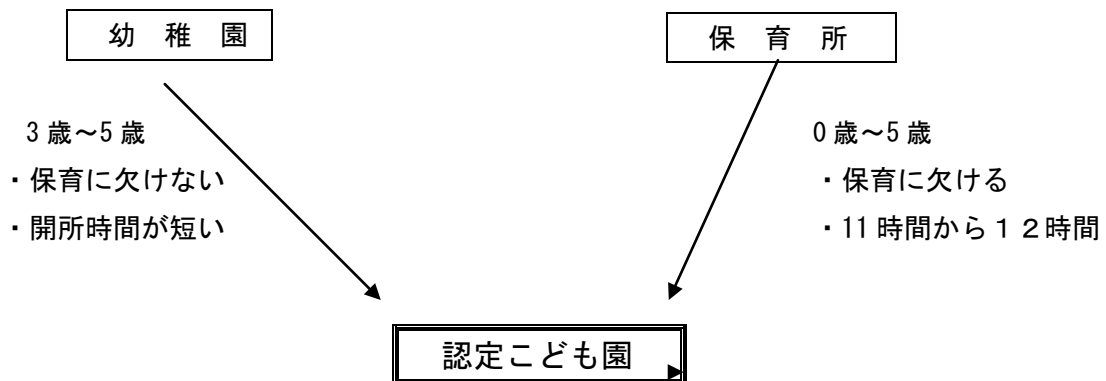 幼　稚　園
保　育　所
3歳～5歳
・保育に欠けない
・開所時間が短い
0歳～5歳
・保育に欠ける
・11時間から１２時間
認定こども園